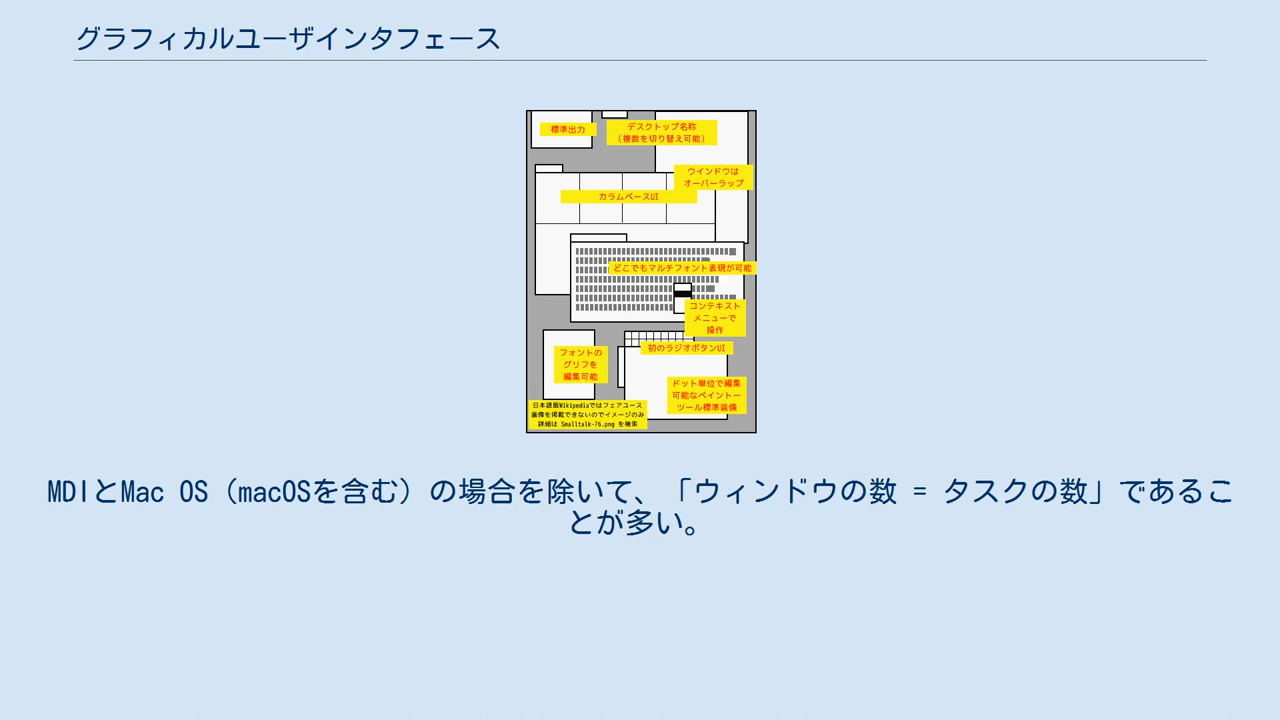 グラフィカルユーザインタフェース
標準出力
デスクトップ名称
(複数を切り替え可能)
ウインドウは
オーバーラップ
カラムベースUI
どこでもマルチフォント表現が可能
コンテキスト
メニューで
操作
初のラジオボタンUI
フォントの
グリフを
編集可能
ドット単位で編集
可能なペイントー
ツール標準装備
日本語版Wikipediaではフェアユース
画像を掲載できないのでイメージのみ
詳細は Smalltalk-76.png を検索
MDIとMac OS(macOSを含む)の場合を除いて、「ウィンドウの数 = タスクの数」であるこ
とが多い。